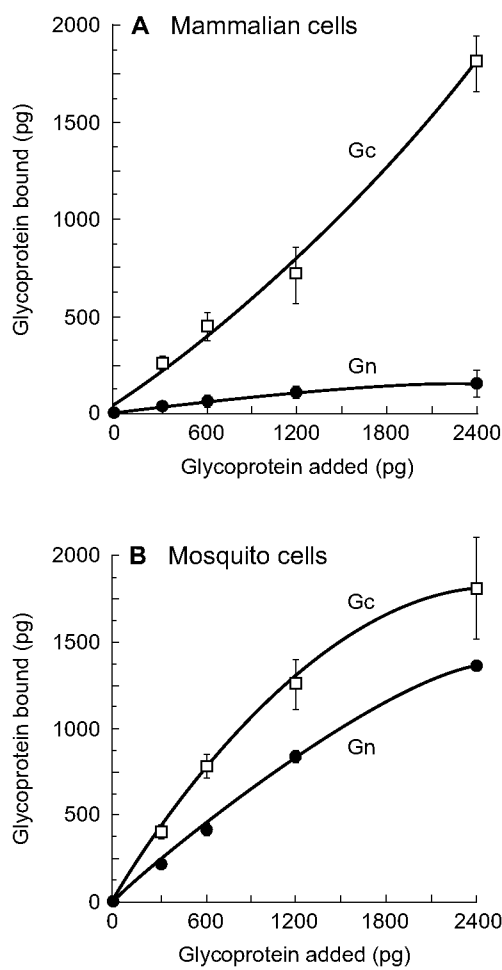 A Mammalian cells
2000
1500
1000
500
0
Glycoprotein bound (pg)
Gc
Gn
0 600 1200 1800 2400
Glycoprotein added (pg)
B Mosquito cells
2000
1500
1000
500
0
Glycoprotein bound (pg)
Gc
Gn
0 600 1200 1800 2400
Glycoprotein added (pg)